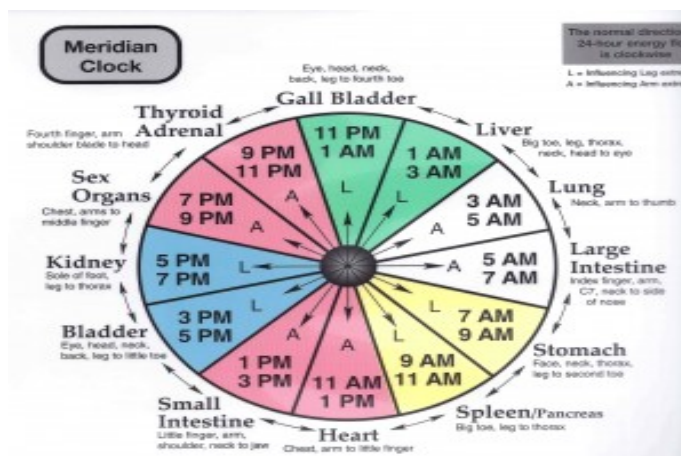 Meridian
Clock
The normal directio
24-hour energy fl
is clockwise
L = Influencing Leg extr
A = Influencing Arm extr
Eye, head, neck,
back, leg to fourth toe
Gall Bladder
11 PM
1 AM
L
Liver
Big toe, leg, thorax,
neck, head to eye
1 AM
3 AM
L
Lung
Neck, arm to thumb
3 AM
5 AM
A
Large
Intestine
Index finger, arm,
C7, neck to side
of nose
5 AM
7 AM
A
Stomach
Face, neck, thorax,
leg to second toe
7 AM
9 AM
L
Spleen/Pancreas
Big toe, leg to thorax
9 AM
11 AM
L
Heart
Chest, arm to little finger
11 AM
1 PM
A
Small
Intestine
Little finger, arm,
shoulder, neck to jaw
1 PM
3 PM
A
Bladder
Eye, head, neck,
back, leg to little toe
3 PM
5 PM
L
Kidney
Sole of foot,
leg to thorax
5 PM
7 PM
L
Sex
Organs
Chest, arms to
middle finger
7 PM
9 PM
A
Thyroid
Adrenal
Fourth finger, arm
shoulder blade to head
9 PM
11 PM
A